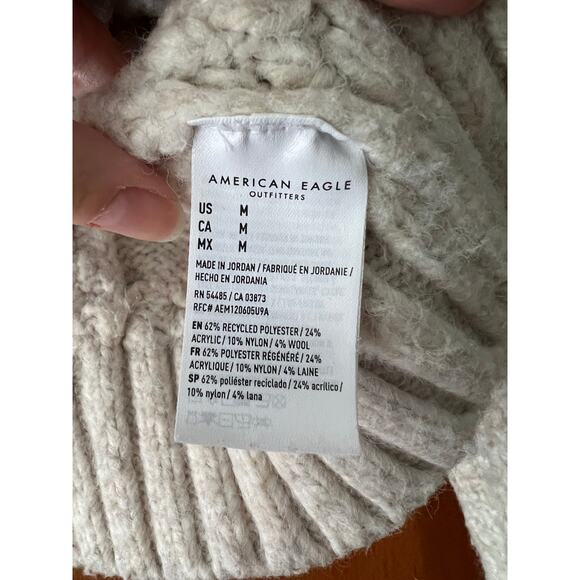 AMERICAN EAGLE
OUTFITTERS
US M
CA M
MX M
MADE IN JORDAN / FABRIQUÉ EN JORDANIE /
HECHO EN JORDANIA
RN 54485 / CA 03873
RFC# AEM120605U9A
EN 62% RECYCLED POLYESTER / 24%
ACRYLIC / 10% NYLON / 4% WOOL
FR 62% POLYESTER RÉGÉNÉRÉ / 24%
ACRYLIQUE / 10% NYLON / 4% LAINE
SP 62% poliéster reciclado / 24% acrílico /
10% nylon / 4% lana